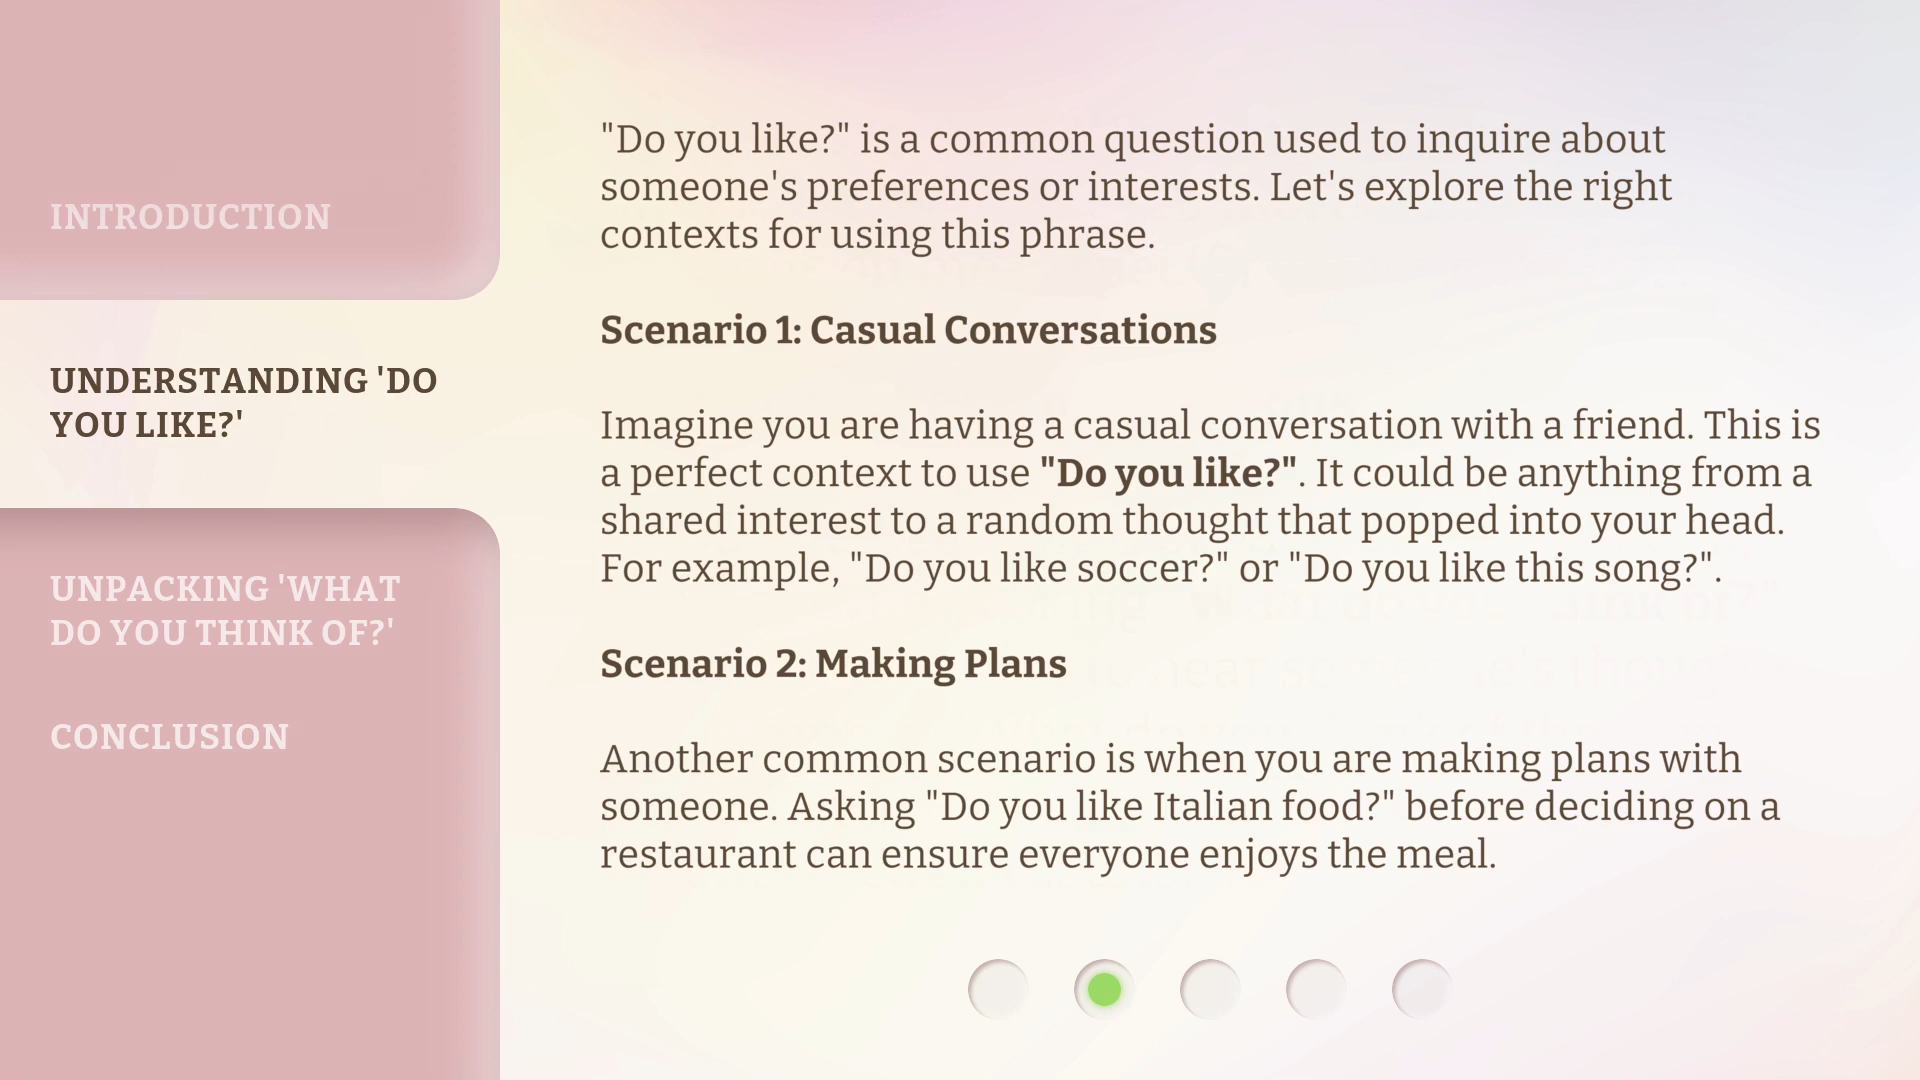 INTRODUCTION
UNDERSTANDING 'DO
YOU LIKE?'
UNPACKING 'WHAT
DO YOU THINK OF?'
CONCLUSION
"Do you like?" is a common question used to inquire about
someone's preferences or interests. Let's explore the right
contexts for using this phrase.
Scenario 1: Casual Conversations
Imagine you are having a casual conversation with a friend. This is
a perfect context to use "Do you like?". It could be anything from a
shared interest to a random thought that popped into your head.
For example, "Do you like soccer?" or "Do you like this song?".
Scenario 2: Making Plans
Another common scenario is when you are making plans with
someone. Asking "Do you like Italian food?" before deciding on a
restaurant can ensure everyone enjoys the meal.